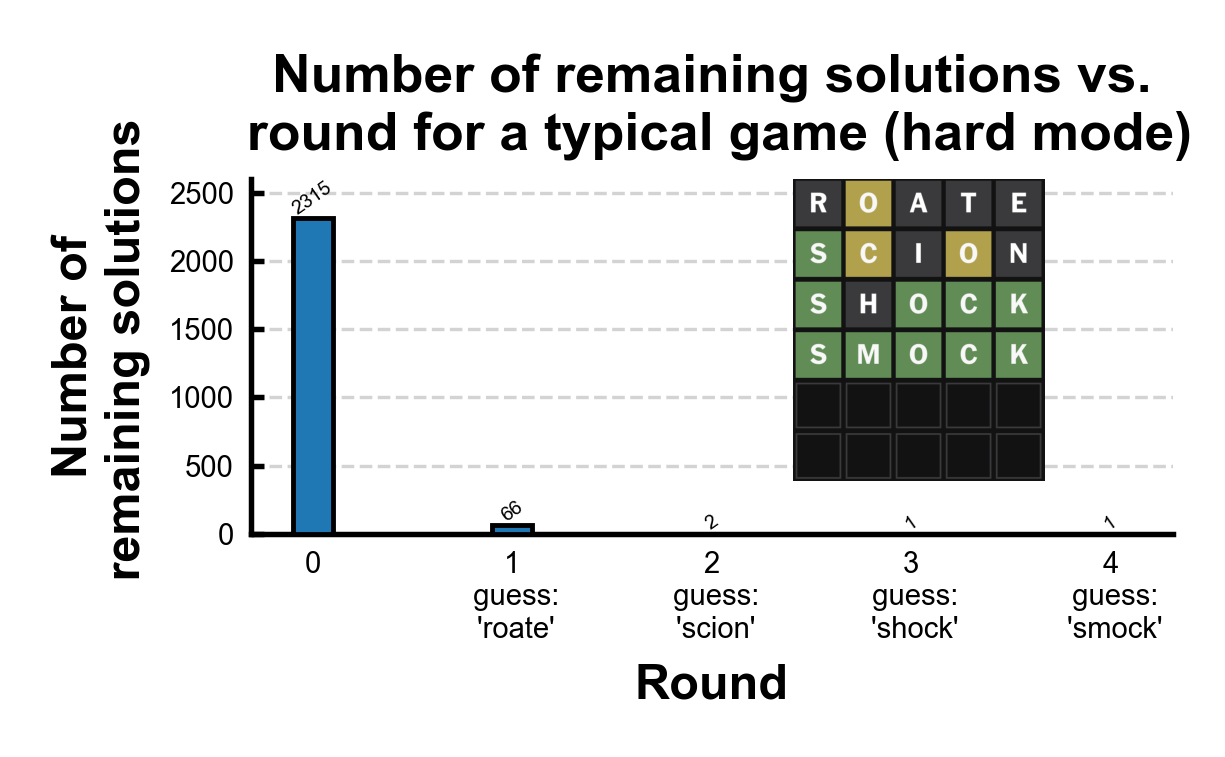 Number of remaining solutions vs.
round for a typical game (hard mode)
Number of
remaining solutions
2500
2000
1500
1000
500
0
2315
66
2
1
1
R O A T E
S C I O N
S H O C K
S M O C K
0 1 2 3 4
guess: guess: guess: guess:
'roate' 'scion' 'shock' 'smock'
Round